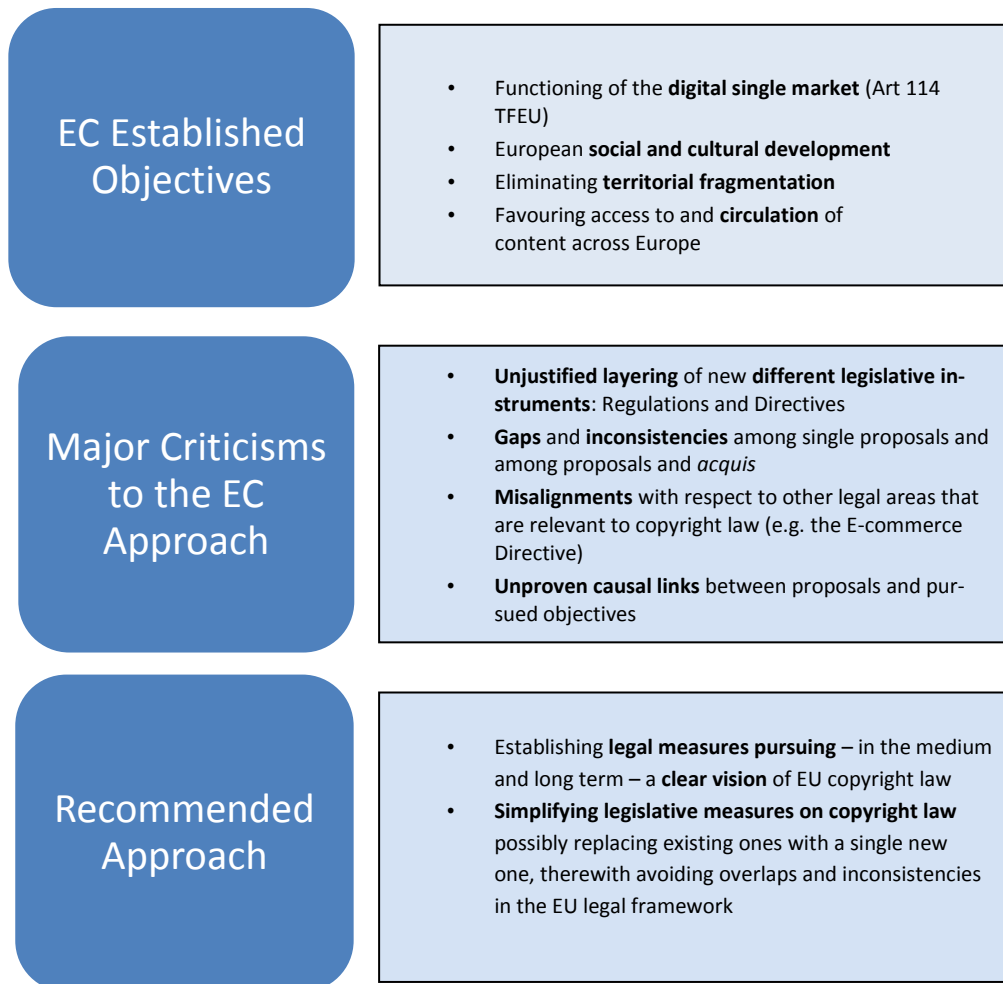 EC Established
Objectives
• Functioning of the digital single market (Art 114
TFEU)
• European social and cultural development
• Eliminating territorial fragmentation
• Favouring access to and circulation of
content across Europe
Major Criticisms
to the EC
Approach
• Unjustified layering of new different legislative in-
struments: Regulations and Directives
• Gaps and inconsistencies among single proposals and
among proposals and acquis
• Misalignments with respect to other legal areas that
are relevant to copyright law (e.g. the E-commerce
Directive)
• Unproven causal links between proposals and pur-
sued objectives
Recommended
Approach
• Establishing legal measures pursuing – in the medium
and long term – a clear vision of EU copyright law
• Simplifying legislative measures on copyright law
possibly replacing existing ones with a single new
one, therewith avoiding overlaps and inconsistencies
in the EU legal framework